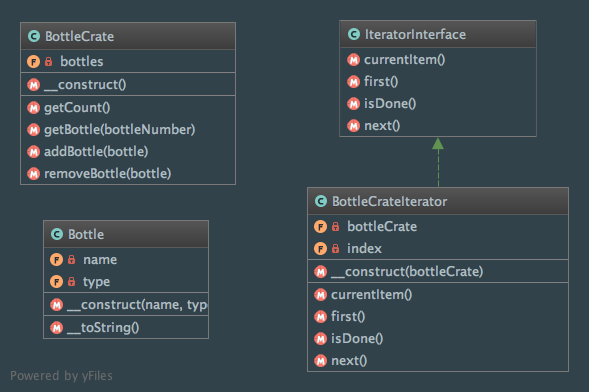 BottleCrate
bottles
__construct()
getCount()
getBottle(bottleNumber)
addBottle(bottle)
removeBottle(bottle)
IteratorInterface
currentItem()
first()
isDone()
next()
Bottle
name
type
__construct(name, typ
__toString()
BottleCrateIterator
bottleCrate
index
__construct(bottleCrate)
currentItem()
first()
isDone()
next()
Powered by yFiles